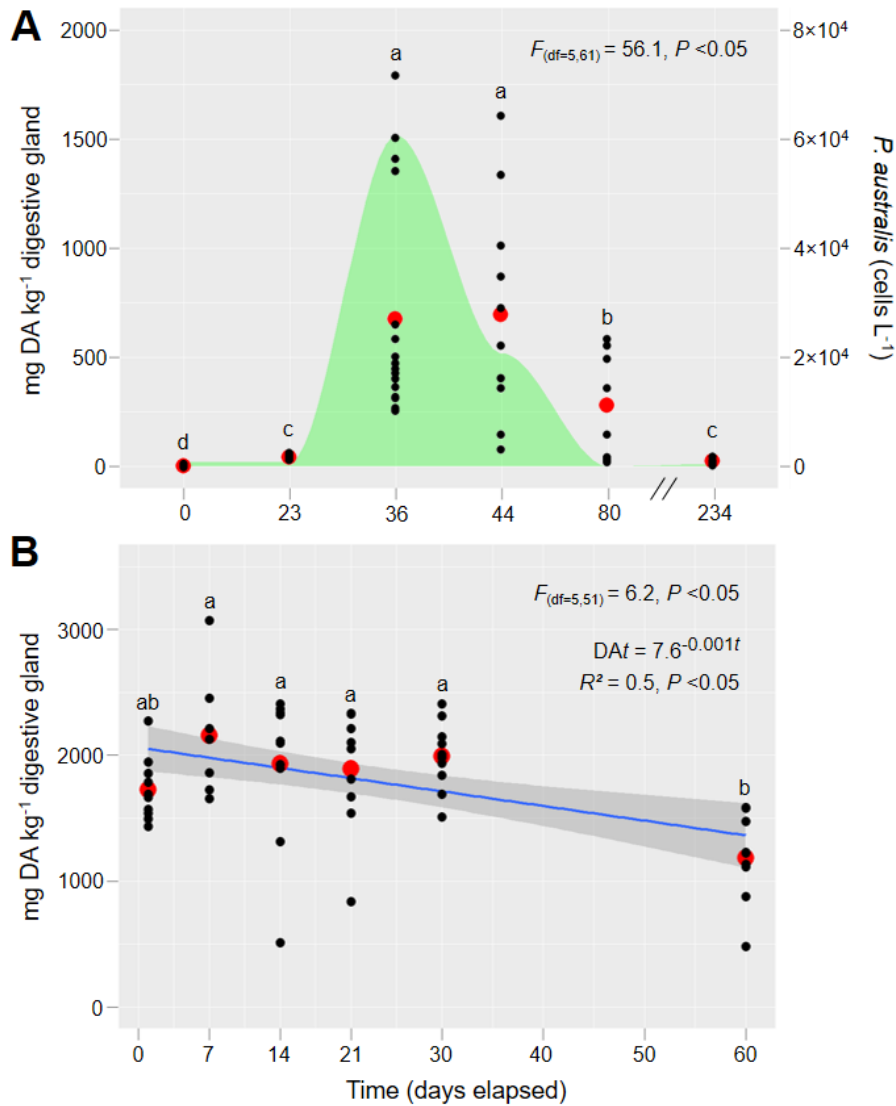 A
2000
1500
1000
500
0
mg DA kg⁻¹ digestive gland
8×10⁴
6×10⁴
4×10⁴
2×10⁴
0
P. australis (cells L⁻¹)
F(df=5,61) = 56.1, P <0.05
d
c
a
a
b
c
0 23 36 44 80 // 234
B
3000
2000
1000
0
mg DA kg⁻¹ digestive gland
F(df=5,51) = 6.2, P <0.05
DAt = 7.6⁻⁰·⁰⁰¹ᵗ
R² = 0.5, P <0.05
ab
a
a
a
a
b
0 7 14 21 30 40 50 60
Time (days elapsed)